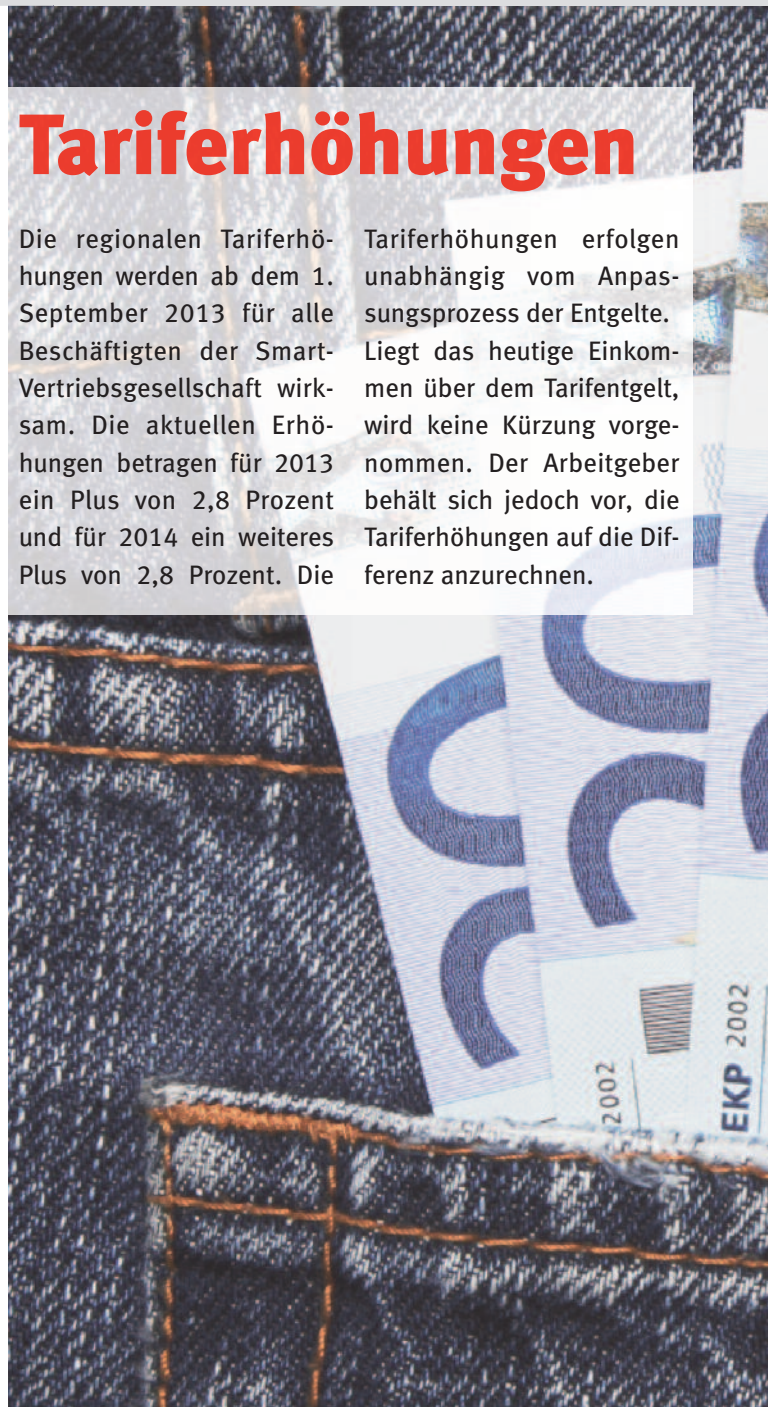 Tariferhöhungen
Die regionalen Tariferhö-
hungen werden ab dem 1.
September 2013 für alle
Beschäftigten der Smart-
Vertriebsgesellschaft wirk-
sam. Die aktuellen Erhö-
hungen betragen für 2013
ein Plus von 2,8 Prozent
und für 2014 ein weiteres
Plus von 2,8 Prozent. Die
Tariferhöhungen erfolgen
unabhängig vom Anpas-
sungsprozess der Entgelte.
Liegt das heutige Einkom-
men über dem Tarifentgelt,
wird keine Kürzung vorge-
nommen. Der Arbeitgeber
behält sich jedoch vor, die
Tariferhöhungen auf die Dif-
ferenz anzurechnen.
2002
EKP 2002